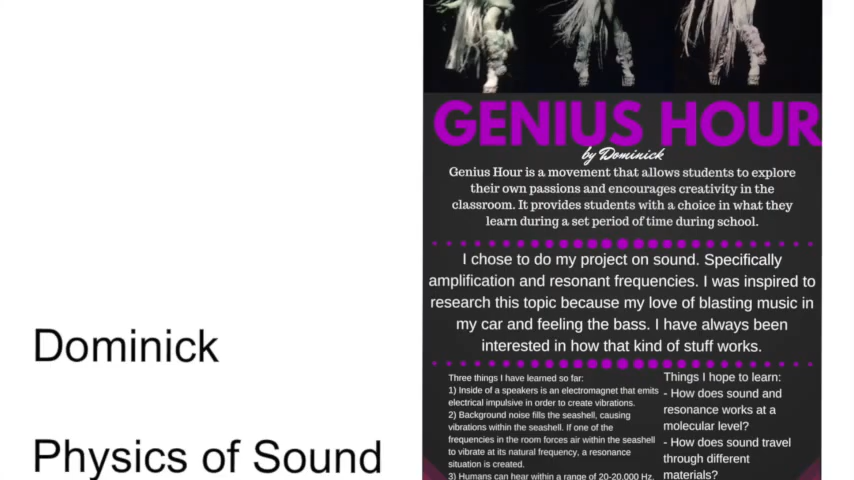 Dominick
Physics of Sound
GENIUS HOUR
by Dominick
Genius Hour is a movement that allows students to explore
their own passions and encourages creativity in the
classroom. It provides students with a choice in what they
learn during a set period of time during school.
I chose to do my project on sound. Specifically
amplification and resonant frequencies. I was inspired to
research this topic because my love of blasting music in
my car and feeling the bass. I have always been
interested in how that kind of stuff works.
Three things I have learned so far:
1) Inside of a speakers is an electromagnet that emits
electrical impulsive in order to create vibrations.
2) Background noise fills the seashell, causing
vibrations within the seashell. If one of the
frequencies in the room forces air within the seashell
to vibrate at its natural frequency, a resonance
situation is created.
3) Humans can hear within a range of 20-20,000 Hz.
Things I hope to learn:
- How does sound and
resonance works at a
molecular level?
- How does sound travel
through different
materials?